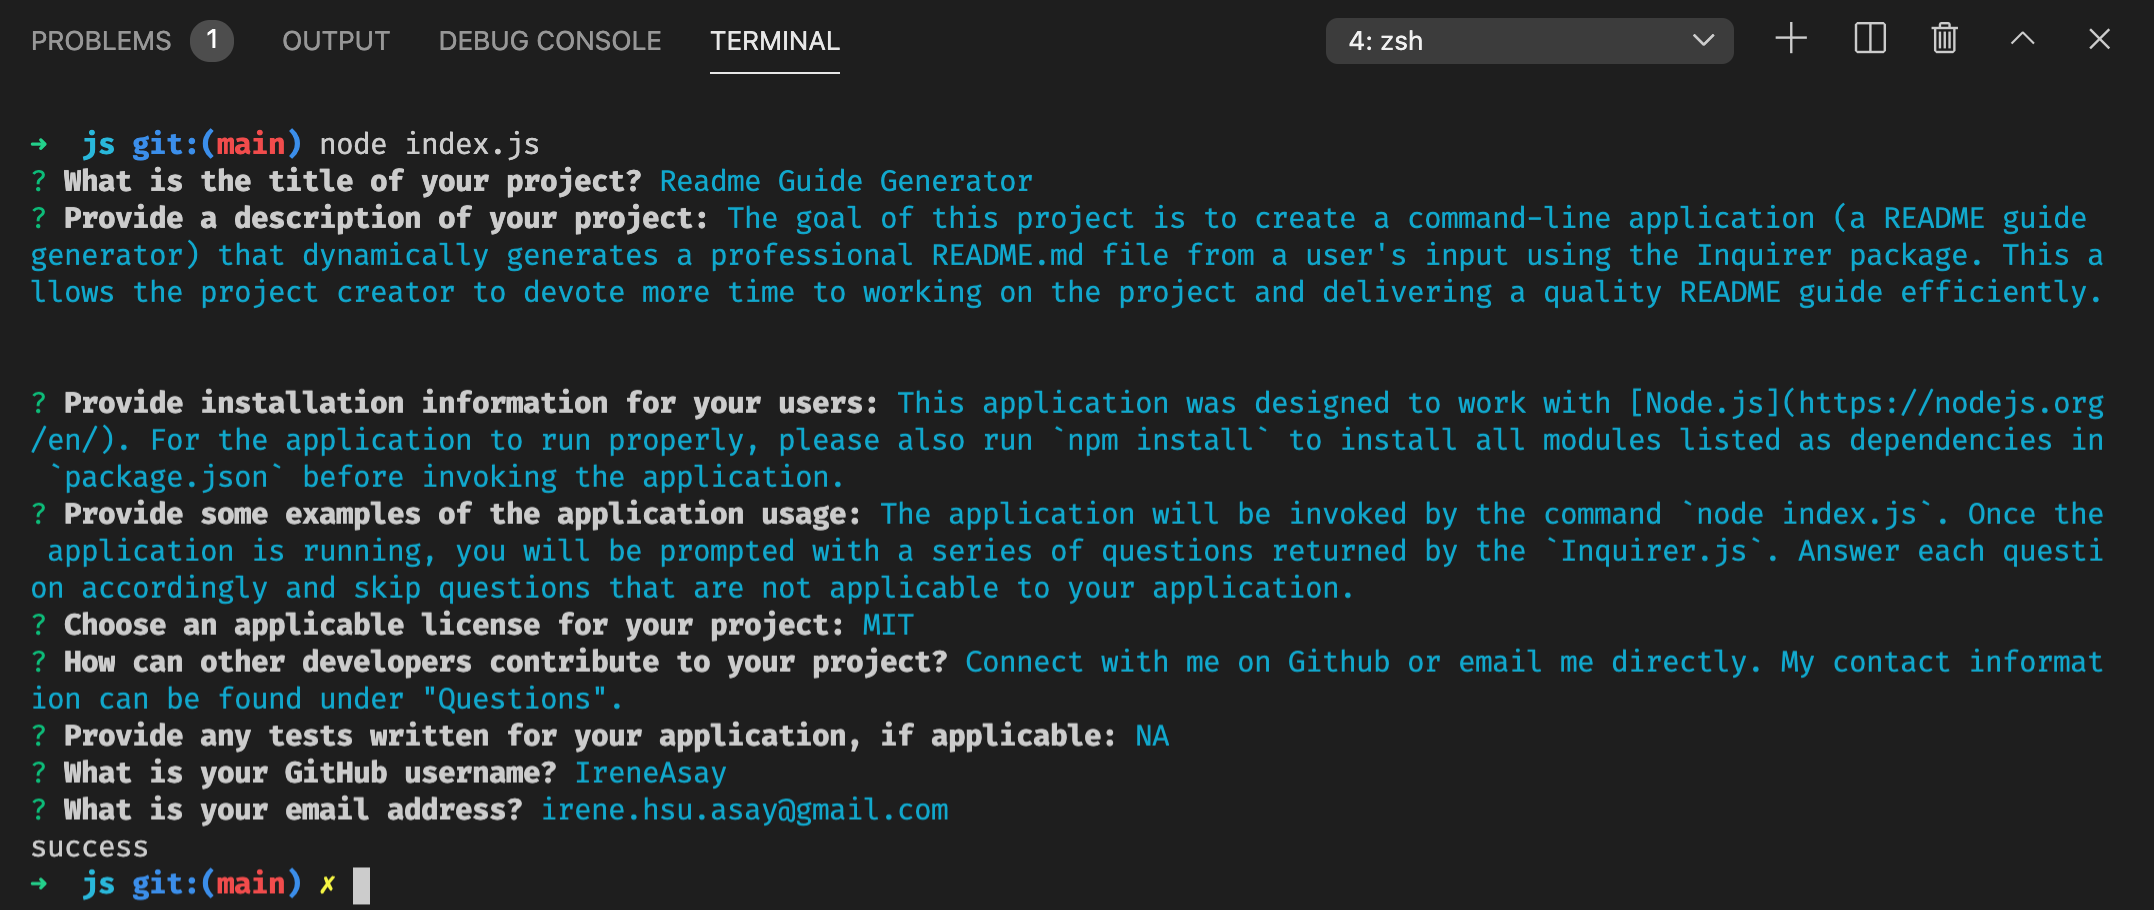 PROBLEMS 1 OUTPUT DEBUG CONSOLE TERMINAL 4: zsh
➜  js git:(main) node index.js
? What is the title of your project? Readme Guide Generator
? Provide a description of your project: The goal of this project is to create a command-line application (a README guide
generator) that dynamically generates a professional README.md file from a user's input using the Inquirer package. This a
llows the project creator to devote more time to working on the project and delivering a quality README guide efficiently.
? Provide installation information for your users: This application was designed to work with [Node.js](https://nodejs.org
/en/). For the application to run properly, please also run `npm install` to install all modules listed as dependencies in
 `package.json` before invoking the application.
? Provide some examples of the application usage: The application will be invoked by the command `node index.js`. Once the
 application is running, you will be prompted with a series of questions returned by the `Inquirer.js`. Answer each questi
on accordingly and skip questions that are not applicable to your application.
? Choose an applicable license for your project: MIT
? How can other developers contribute to your project? Connect with me on Github or email me directly. My contact informat
ion can be found under "Questions".
? Provide any tests written for your application, if applicable: NA
? What is your GitHub username? IreneAsay
? What is your email address? irene.hsu.asay@gmail.com
success
➜  js git:(main) ✗